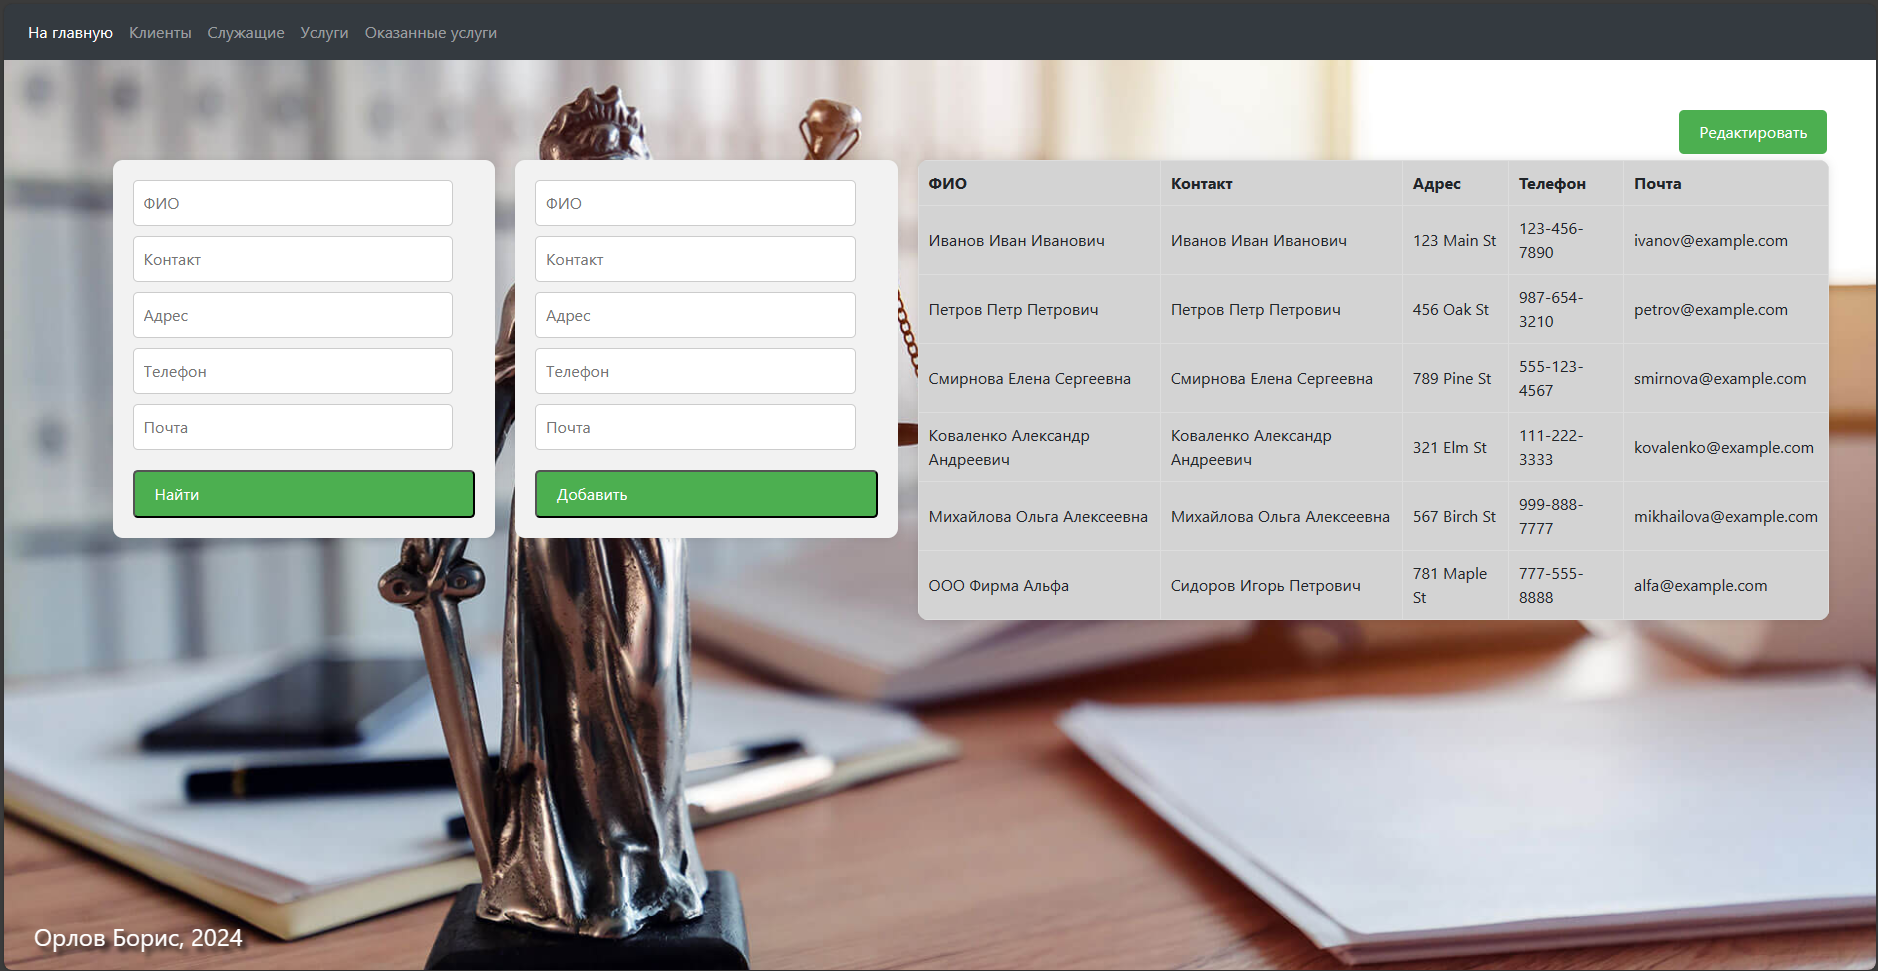 На главную Клиенты Служащие Услуги Оказанные услуги
Редактировать
ФИО
Контакт
Адрес
Телефон
Почта
Найти
ФИО
Контакт
Адрес
Телефон
Почта
Добавить
ФИО Контакт Адрес Телефон Почта
Иванов Иван Иванович Иванов Иван Иванович 123 Main St 123-456-
7890 ivanov@example.com
Петров Петр Петрович Петров Петр Петрович 456 Oak St 987-654-
3210 petrov@example.com
Смирнова Елена Сергеевна Смирнова Елена Сергеевна 789 Pine St 555-123-
4567 smirnova@example.com
Коваленко Александр
Андреевич Коваленко Александр
Андреевич 321 Elm St 111-222-
3333 kovalenko@example.com
Михайлова Ольга Алексеевна Михайлова Ольга Алексеевна 567 Birch St 999-888-
7777 mikhailova@example.com
ООО Фирма Альфа Сидоров Игорь Петрович 781 Maple
St 777-555-
8888 alfa@example.com
Орлов Борис, 2024